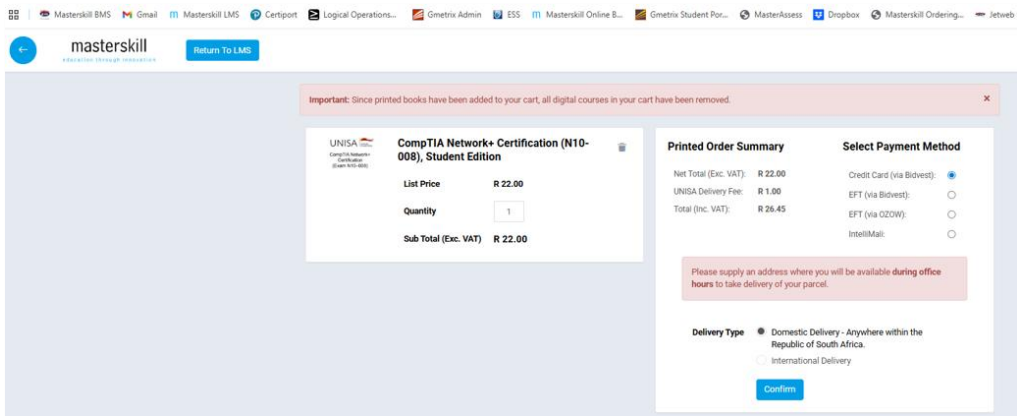 Masterskill BMS Gmail Masterskill LMS Certiport Logical Operations... Gmetrix Admin ESS Masterskill Online B... Gmetrix Student Por... MasterAssess Dropbox Masterskill Ordering... Jetweb
masterskill
education through innovation
Return To LMS
Important: Since printed books have been added to your cart, all digital courses in your cart have been removed.
UNISA
CompTIA Network+
Certification
(Exam N10-008)
CompTIA Network+ Certification (N10-
008), Student Edition
List Price R 22.00
Quantity 1
Sub Total (Exc. VAT) R 22.00
Printed Order Summary
Net Total (Exc. VAT): R 22.00
UNISA Delivery Fee: R 1.00
Total (Inc. VAT): R 26.45
Select Payment Method
Credit Card (via Bidvest):
EFT (via Bidvest):
EFT (via OZOW):
IntelliMali:
Please supply an address where you will be available during office
hours to take delivery of your parcel.
Delivery Type
Domestic Delivery - Anywhere within the
Republic of South Africa.
International Delivery
Confirm